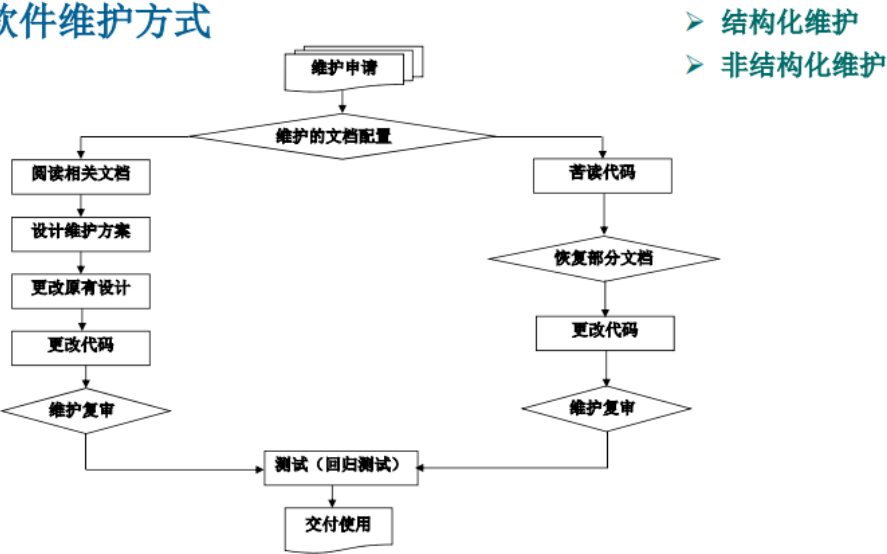 软件维护方式
➢ 结构化维护
➢ 非结构化维护
维护申请
维护的文档配置
阅读相关文档
苦读代码
设计维护方案
恢复部分文档
更改原有设计
更改代码
更改代码
维护复审
维护复审
测试（回归测试）
交付使用